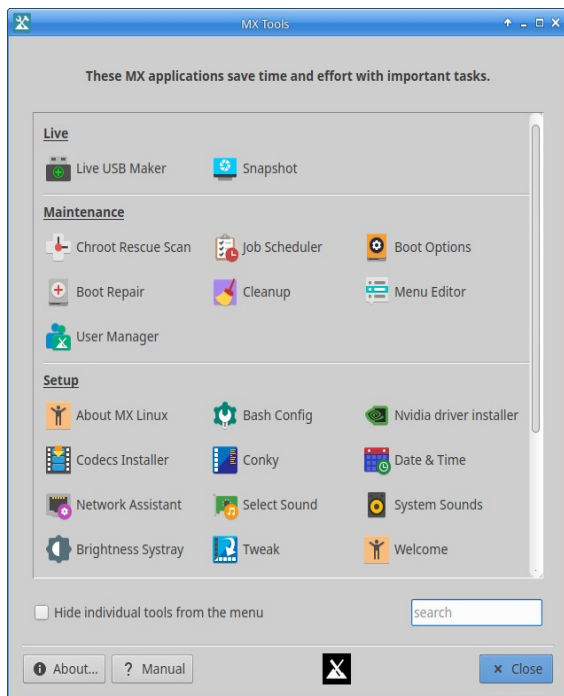 MX Tools
These MX applications save time and effort with important tasks.
Live
Live USB Maker Snapshot
Maintenance
Chroot Rescue Scan Job Scheduler Boot Options
Boot Repair Cleanup Menu Editor
User Manager
Setup
About MX Linux Bash Config Nvidia driver installer
Codecs Installer Conky Date & Time
Network Assistant Select Sound System Sounds
Brightness Systray Tweak Welcome
Hide individual tools from the menu search
About... ? Manual Close